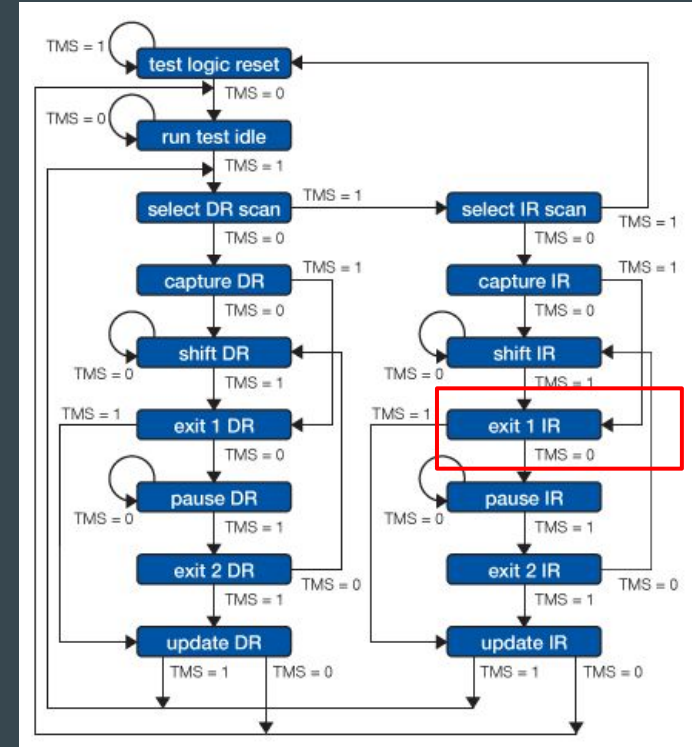 TMS = 1
test logic reset
TMS = 0
TMS = 0
run test idle
TMS = 1
select DR scan
TMS = 1
select IR scan
TMS = 1
TMS = 0
TMS = 0
capture DR
TMS = 1
capture IR
TMS = 1
TMS = 0
TMS = 0
shift DR
shift IR
TMS = 0
TMS = 1
TMS = 0
TMS = 1
TMS = 1
exit 1 DR
TMS = 1
exit 1 IR
TMS = 0
TMS = 0
pause DR
pause IR
TMS = 0
TMS = 1
TMS = 0
TMS = 1
exit 2 DR
TMS = 0
exit 2 IR
TMS = 0
TMS = 1
TMS = 1
update DR
update IR
TMS = 1
TMS = 0
TMS = 1
TMS = 0